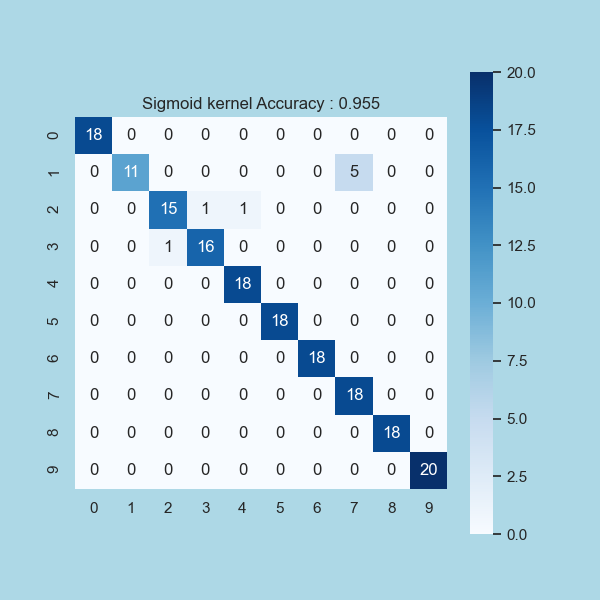 Sigmoid kernel Accuracy : 0.955
0 18 0 0 0 0 0 0 0 0 0
1 0 11 0 0 0 0 0 5 0 0
2 0 0 15 1 1 0 0 0 0 0
3 0 0 1 16 0 0 0 0 0 0
4 0 0 0 0 18 0 0 0 0 0
5 0 0 0 0 0 18 0 0 0 0
6 0 0 0 0 0 0 18 0 0 0
7 0 0 0 0 0 0 0 18 0 0
8 0 0 0 0 0 0 0 0 18 0
9 0 0 0 0 0 0 0 0 0 20
0 1 2 3 4 5 6 7 8 9
20.0
17.5
15.0
12.5
10.0
7.5
5.0
2.5
0.0